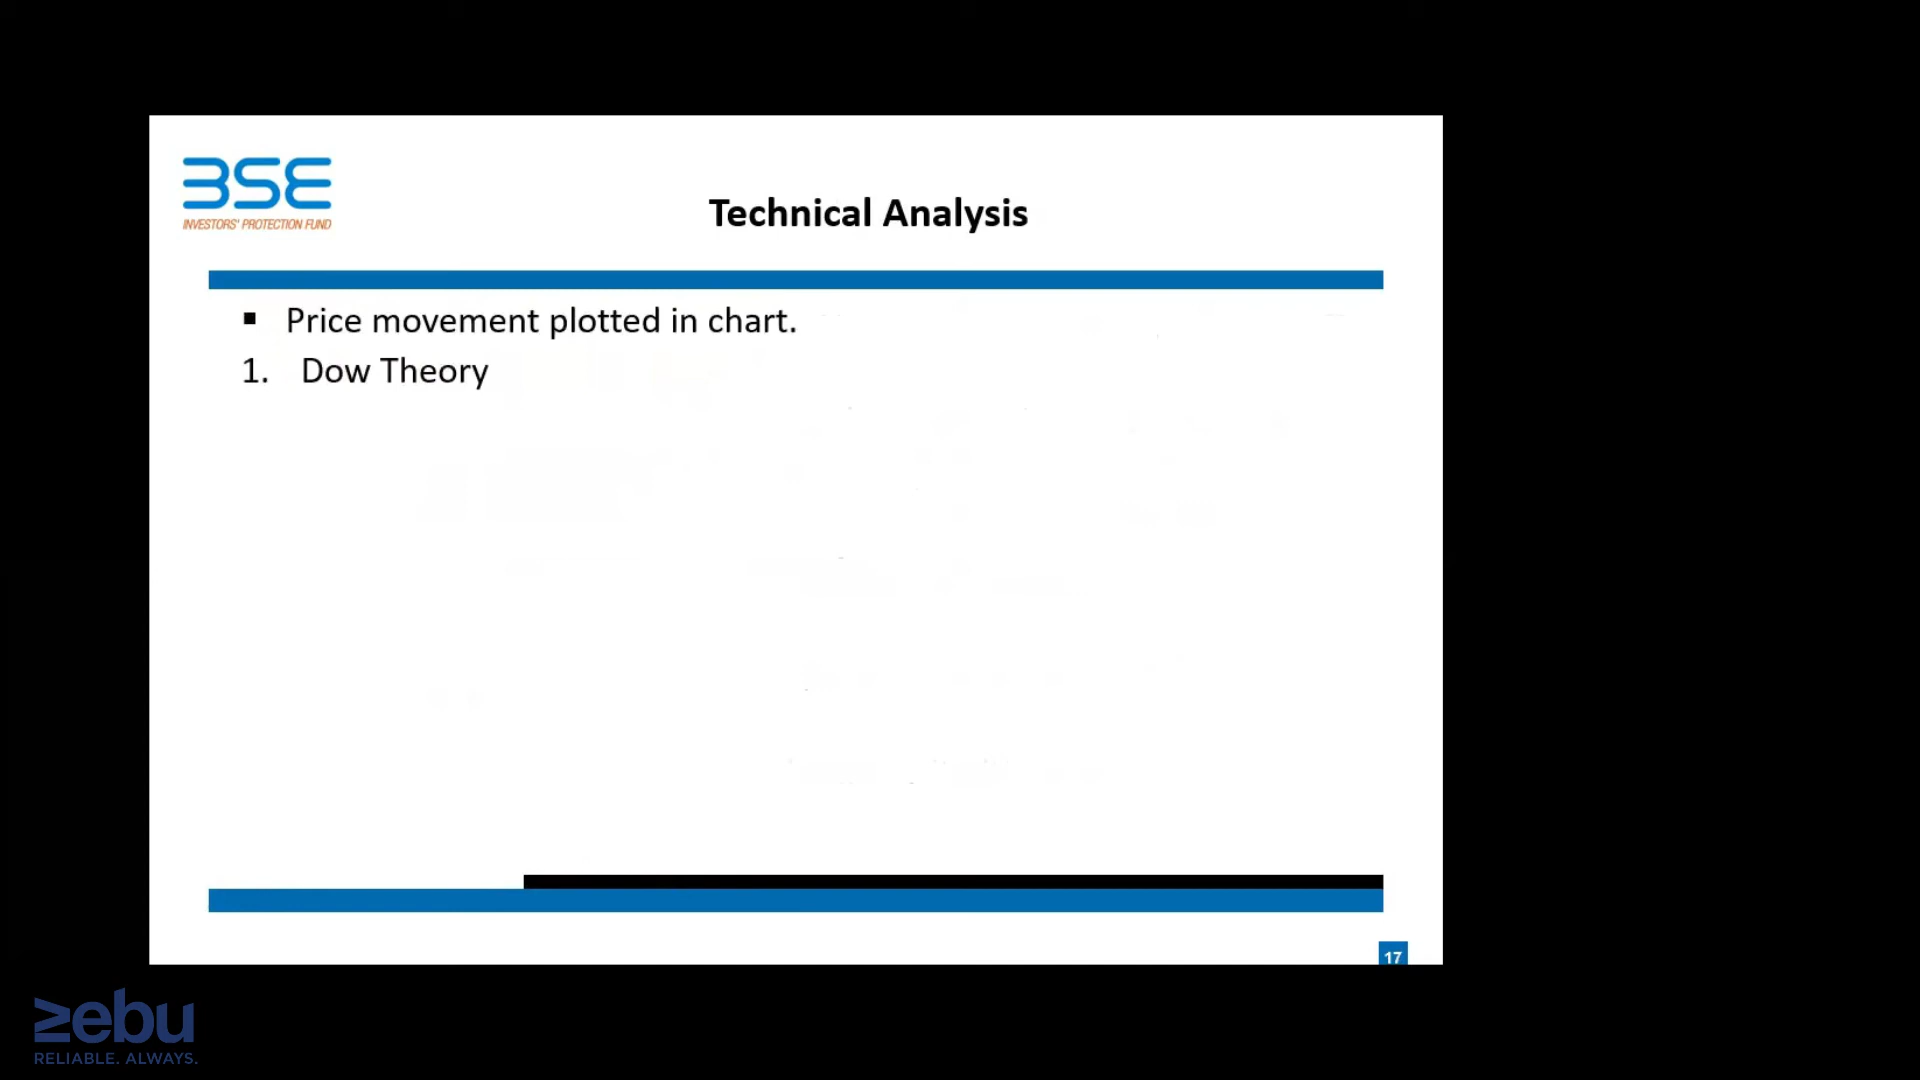 BSE
INVESTORS' PROTECTION FUND
Technical Analysis
▪ Price movement plotted in chart.
1. Dow Theory
17
zebu
RELIABLE. ALWAYS.